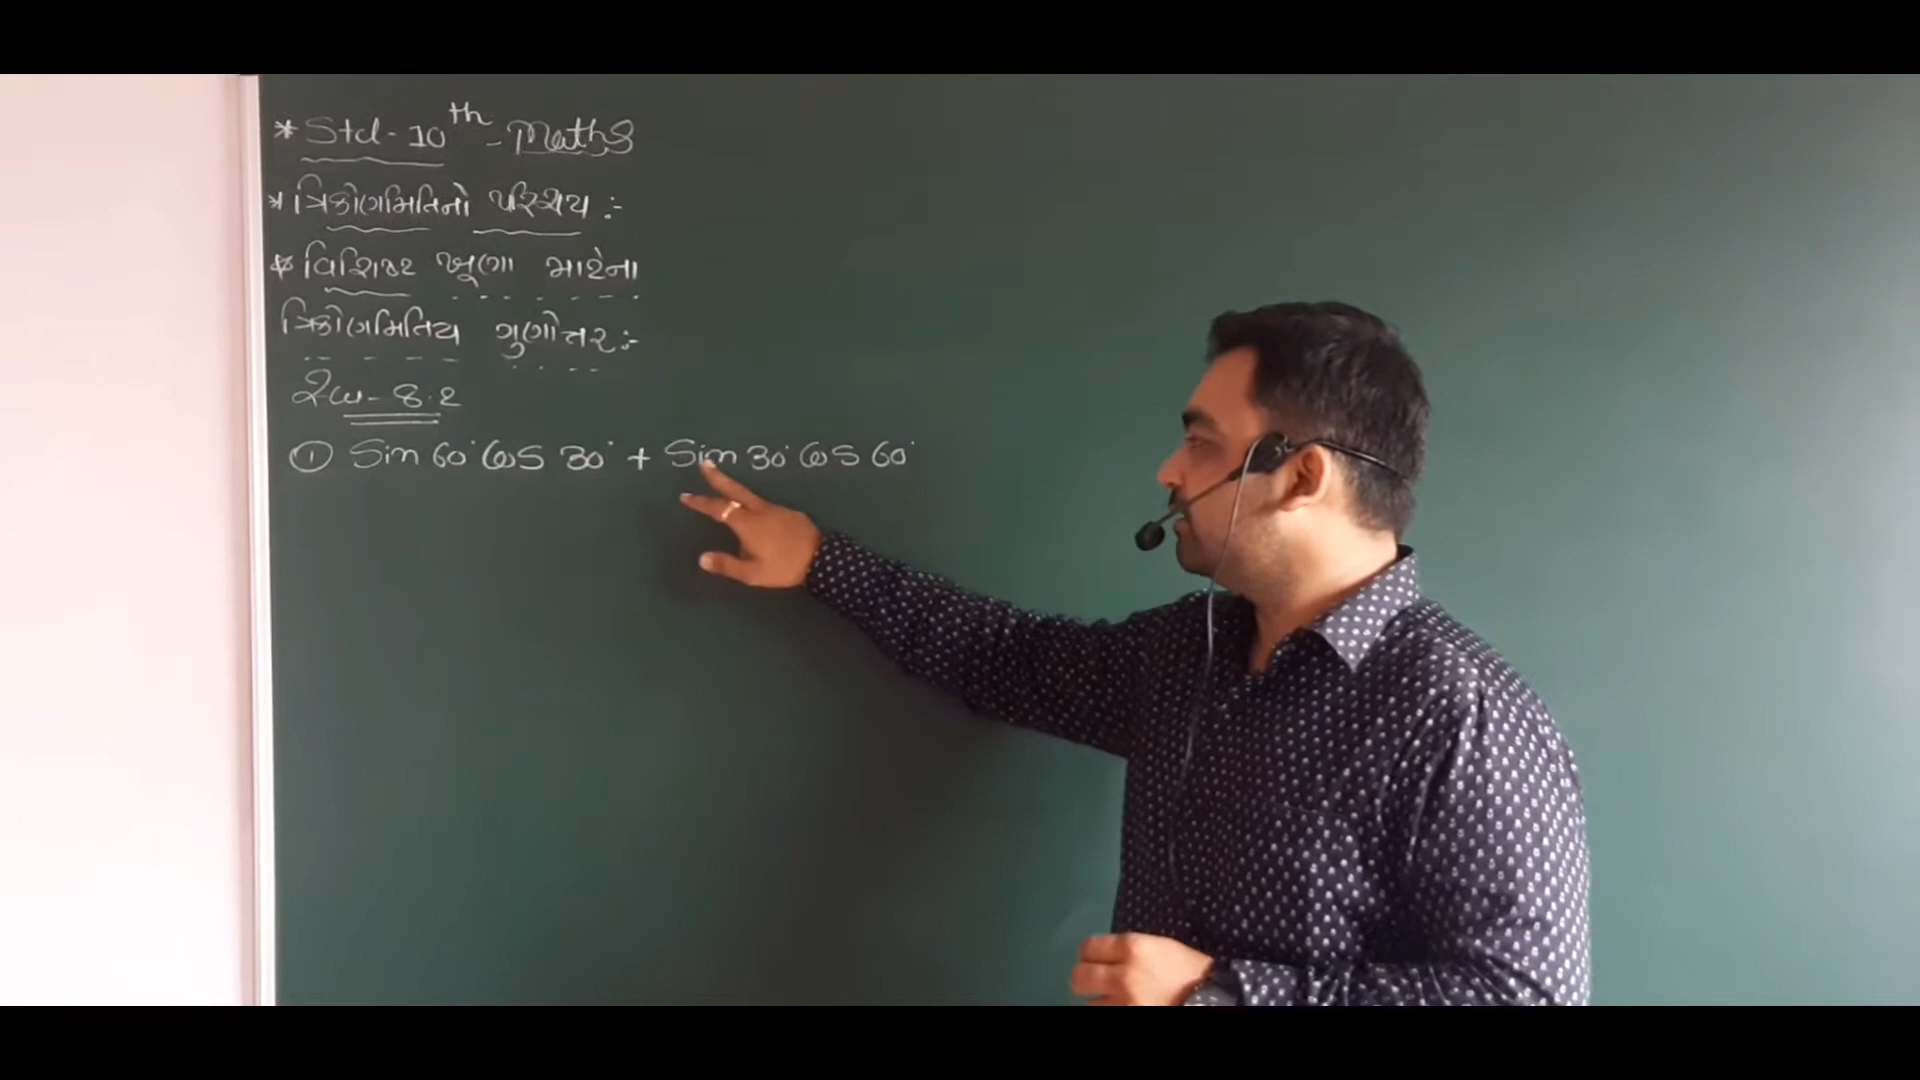 * Std-10th - Maths
* ત્રિકોણમિતિનો પરિચય :-
* વિશિષ્ટ ખૂણા માટેના
ત્રિકોણમિતિય ગુણોત્તર:-
સ્વા- 8.2
① Sin 60° Cos 30° + Sin 30° Cos 60°